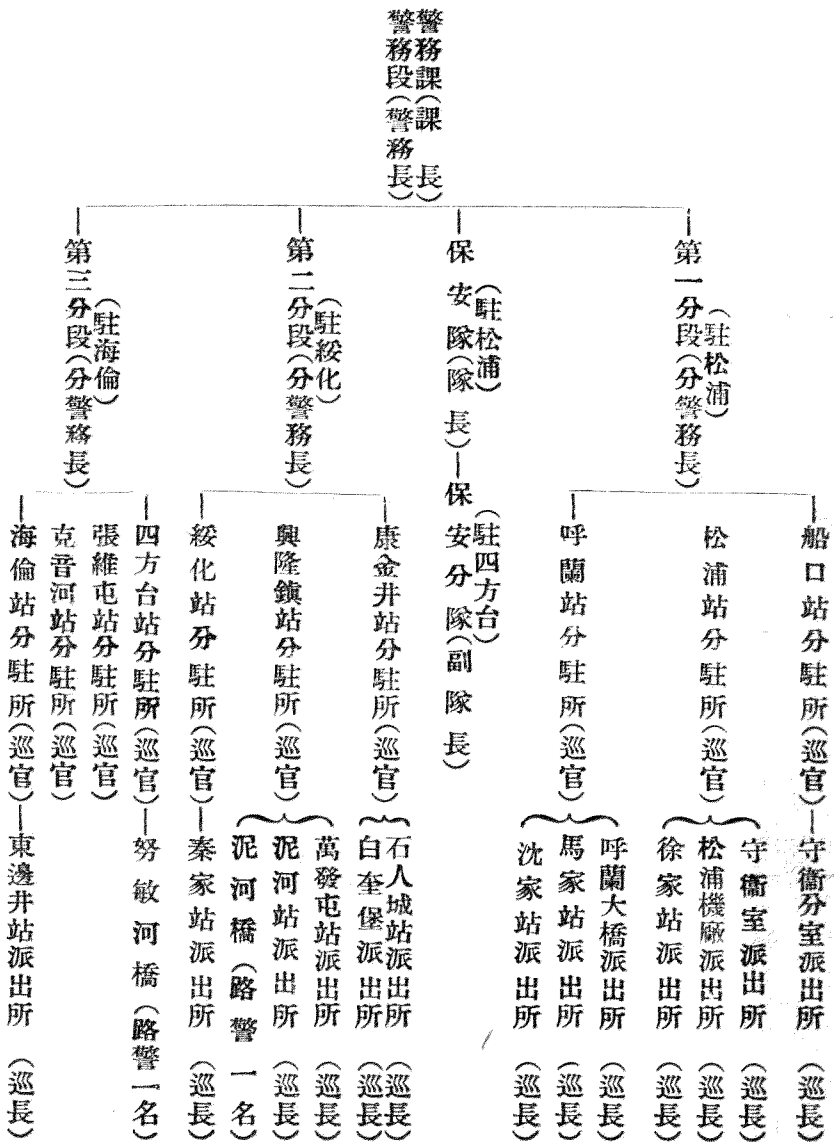 警務課(課　長)
警務段(警務長)
第一分段(分警務長)
(駐松浦)
船口站分駐所(巡官)
守衞分室派出所 (巡長)
松浦站分駐所(巡官)
守衞室派出所 (巡長)
松浦機廠派出所 (巡長)
徐家站派出所 (巡長)
呼蘭站分駐所(巡官)
呼蘭大橋派出所 (巡長)
馬家站派出所 (巡長)
沈家站派出所 (巡長)
保安隊(隊長)
(駐松浦)
保安分隊(副隊長)
(駐四方台)
第二分段(分警務長)
(駐綏化)
康金井站分駐所(巡官)
石人城站派出所 (巡長)
白奎堡派出所 (巡長)
興隆鎭站分駐所(巡官)
萬發屯站派出所 (巡長)
泥河站派出所 (巡長)
泥河橋(路警一名)
綏化站分駐所(巡官)
秦家站派出所 (巡長)
第三分段(分警務長)
(駐海倫)
四方台站分駐所(巡官)
努敏河橋(路警一名)
張維屯站分駐所(巡官)
克音河站分駐所(巡官)
海倫站分駐所(巡官)
東邊井站派出所 (巡長)